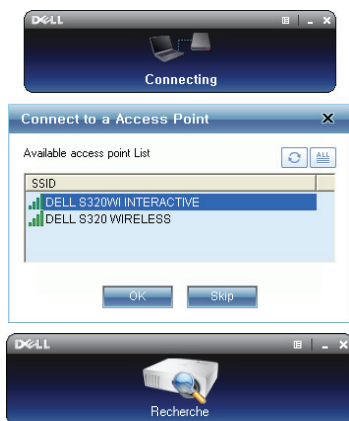 DELL
Connecting
Connect to a Access Point
Available access point List
ALL
SSID
DELL S320WI INTERACTIVE
DELL S320 WIRELESS
OK Skip
DELL
Recherche